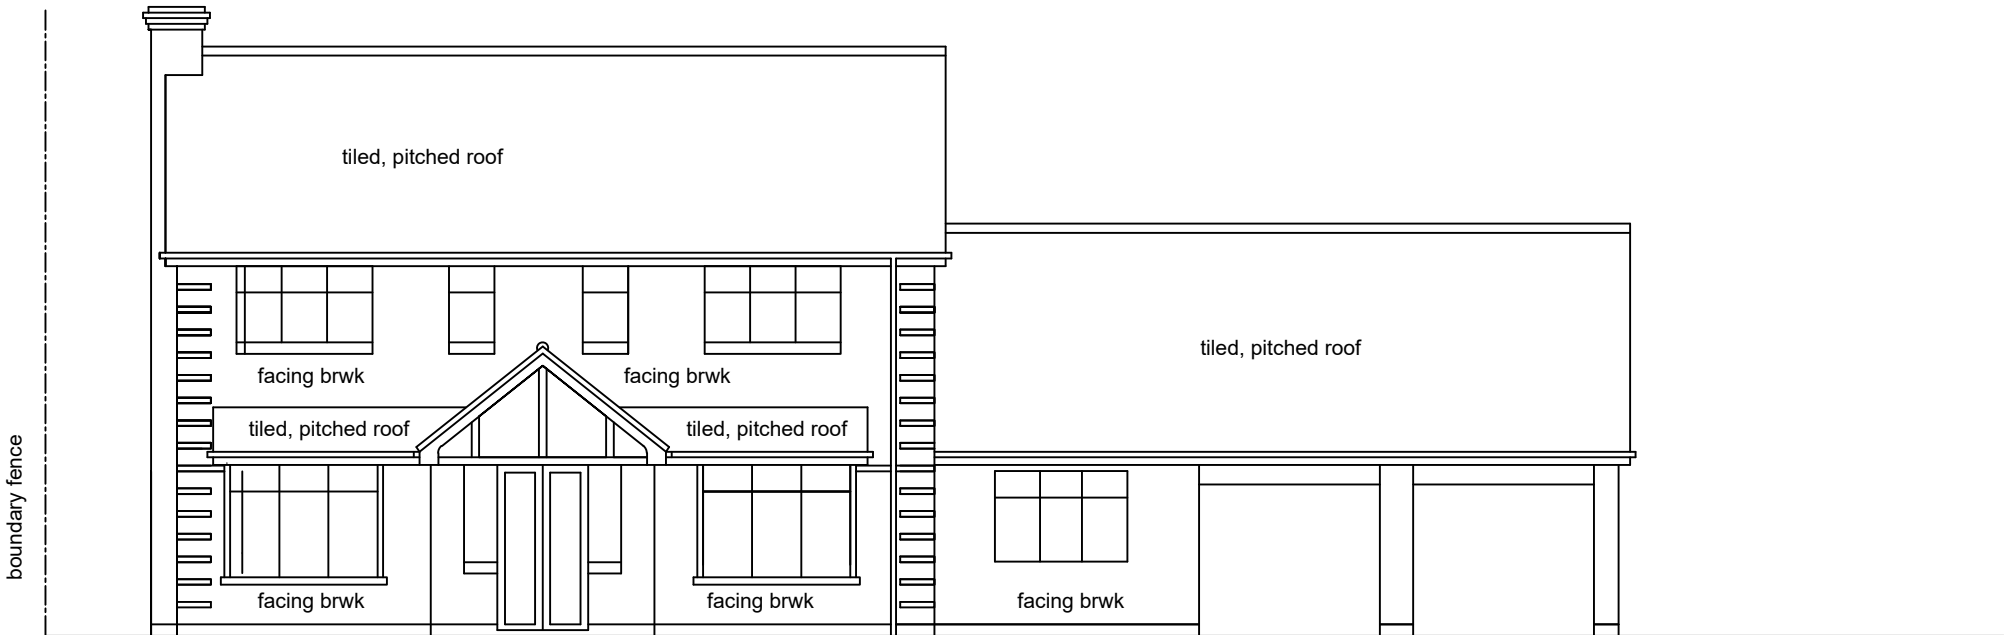 tiled, pitched roof
tiled, pitched roof
facing brwk
facing brwk
tiled, pitched roof
tiled, pitched roof
boundary fence
facing brwk
facing brwk
facing brwk